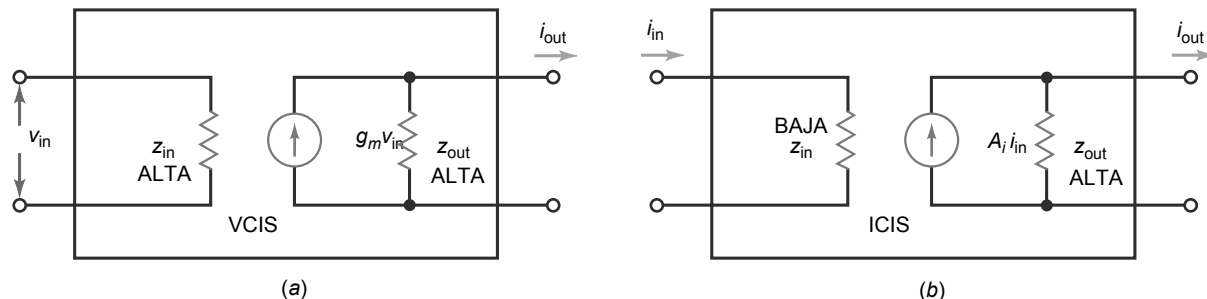 i_out
i_in
i_out
v_in
z_in
ALTA
g_m v_in
z_out
ALTA
VCIS
BAJA
z_in
A_i i_in
z_out
ALTA
ICIS
(a)
(b)